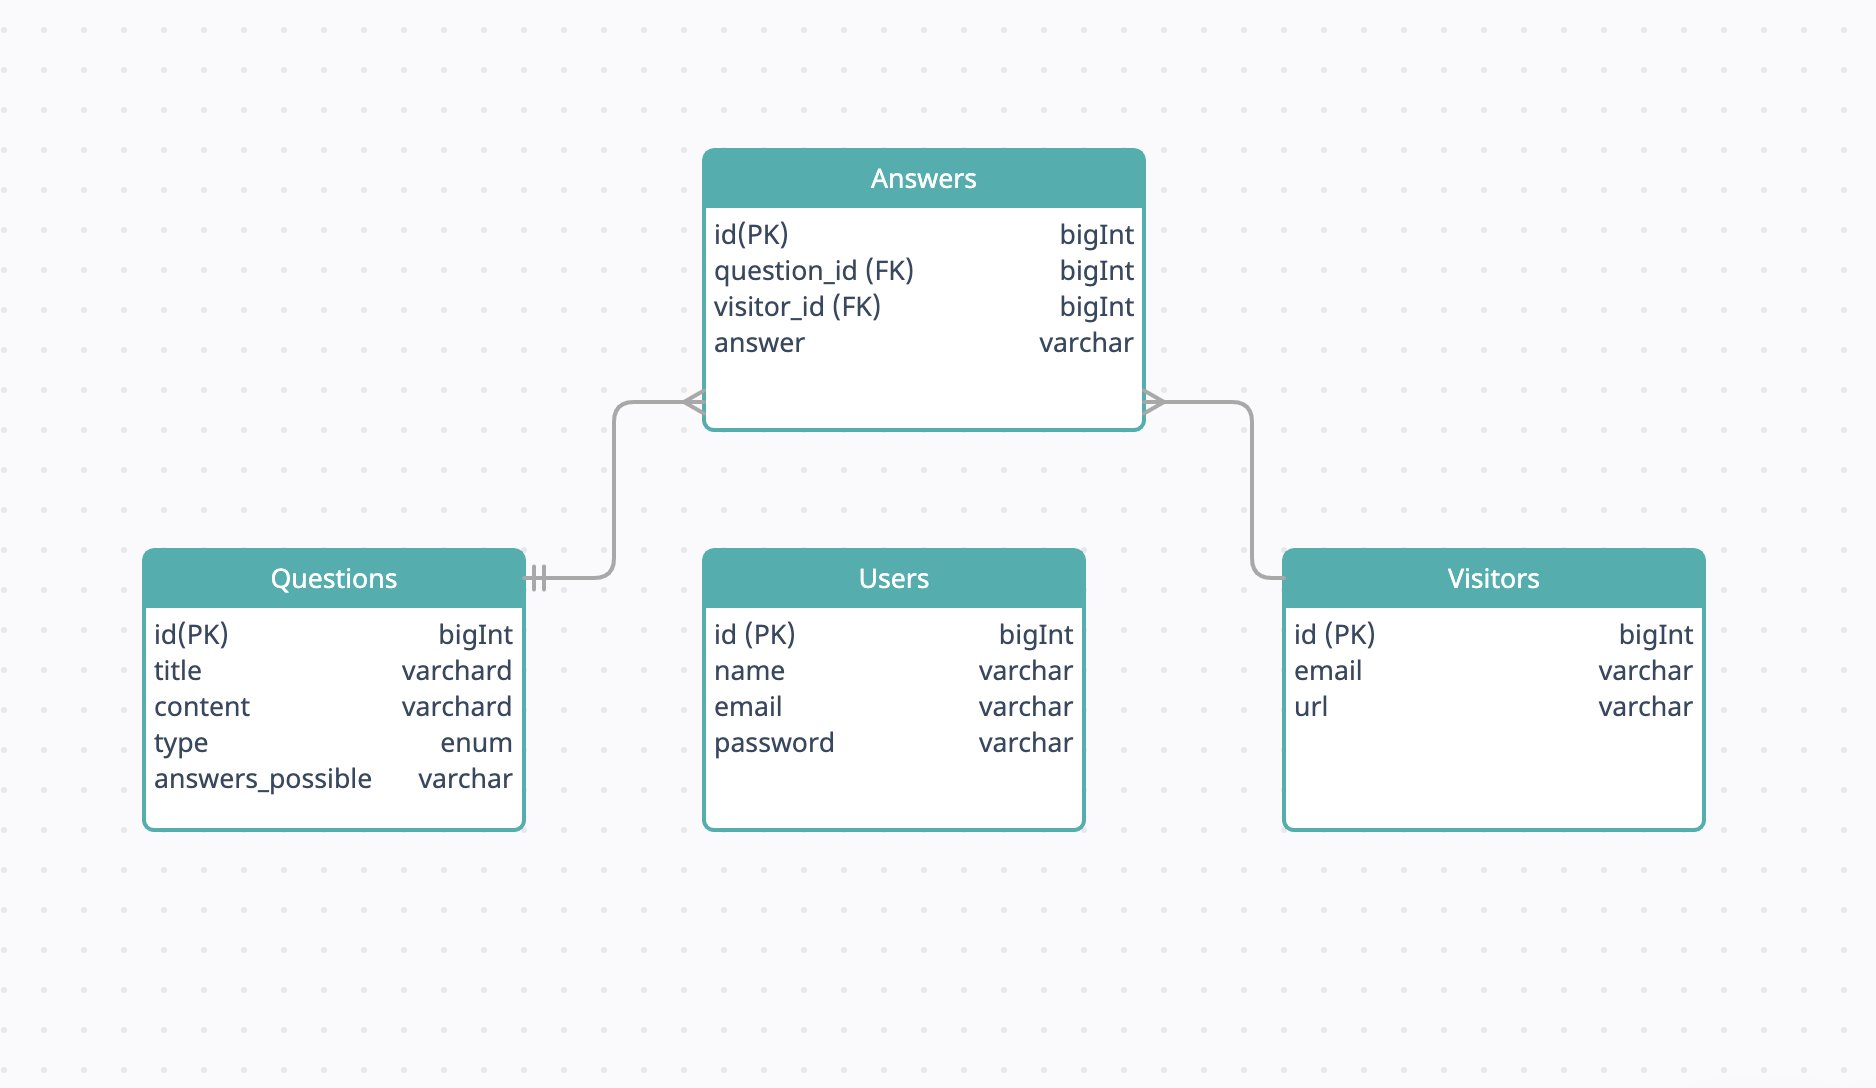 Answers
id(PK) bigInt
question_id (FK) bigInt
visitor_id (FK) bigInt
answer varchar
Questions
id(PK) bigInt
title varchard
content varchard
type enum
answers_possible varchar
Users
id (PK) bigInt
name varchar
email varchar
password varchar
Visitors
id (PK) bigInt
email varchar
url varchar